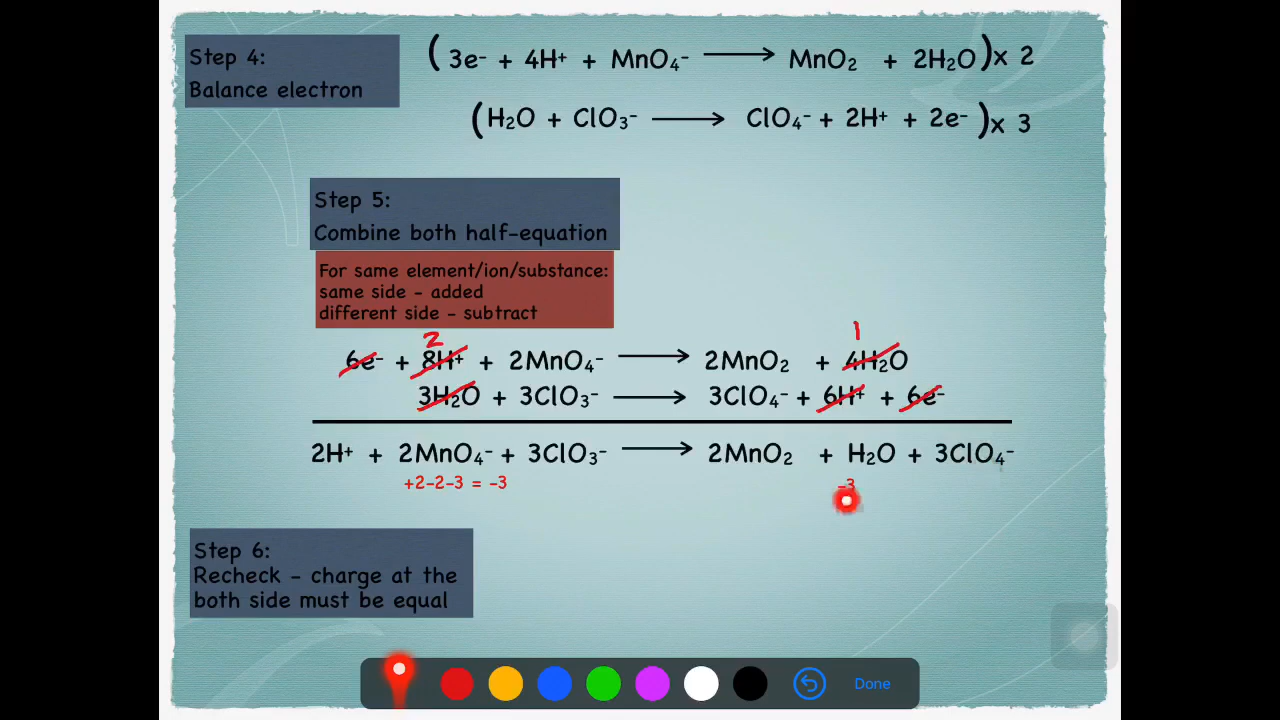 Step 4:
Balance electron
(3e⁻ + 4H⁺ + MnO₄⁻ ⟶ MnO₂ + 2H₂O) x 2
(H₂O + ClO₃⁻ ⟶ ClO₄⁻ + 2H⁺ + 2e⁻) x 3
Step 5:
Combine both half-equation
For same element/ion/substance:
same side - added
different side - subtract
2 1
6e⁻ + 8H⁺ + 2MnO₄⁻ ⟶ 2MnO₂ + 4H₂O
3H₂O + 3ClO₃⁻ ⟶ 3ClO₄⁻ + 6H⁺ + 6e⁻
2H⁺ + 2MnO₄⁻ + 3ClO₃⁻ ⟶ 2MnO₂ + H₂O + 3ClO₄⁻
+2-2-3 = -3 -3
Step 6:
Recheck - charge at the
both side must be equal
Done